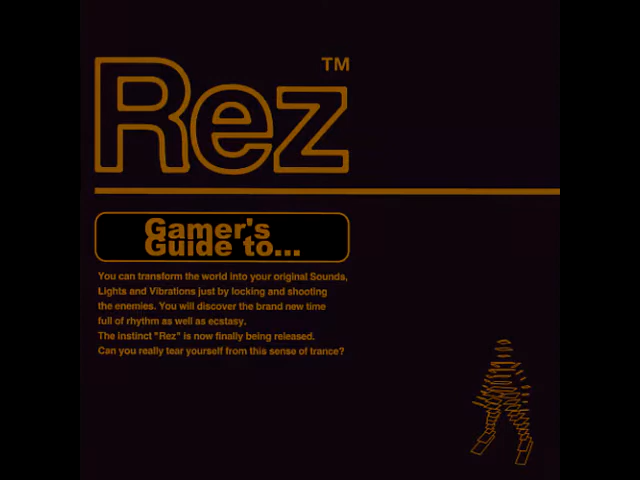 Rez™
Gamer's
Guide to...
You can transform the world into your original Sounds,
Lights and Vibrations just by locking and shooting
the enemies. You will discover the brand new time
full of rhythm as well as ecstasy.
The instinct "Rez" is now finally being released.
Can you really tear yourself from this sense of trance?